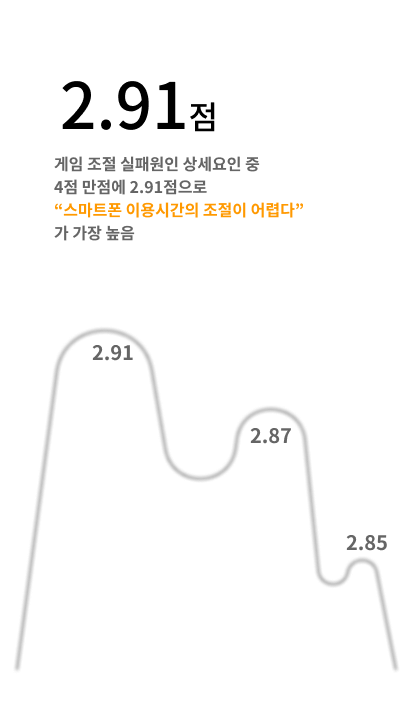 2.91점
게임 조절 실패원인 상세요인 중
4점 만점에 2.91점으로
“스마트폰 이용시간의 조절이 어렵다”
가 가장 높음
2.91
2.87
2.85